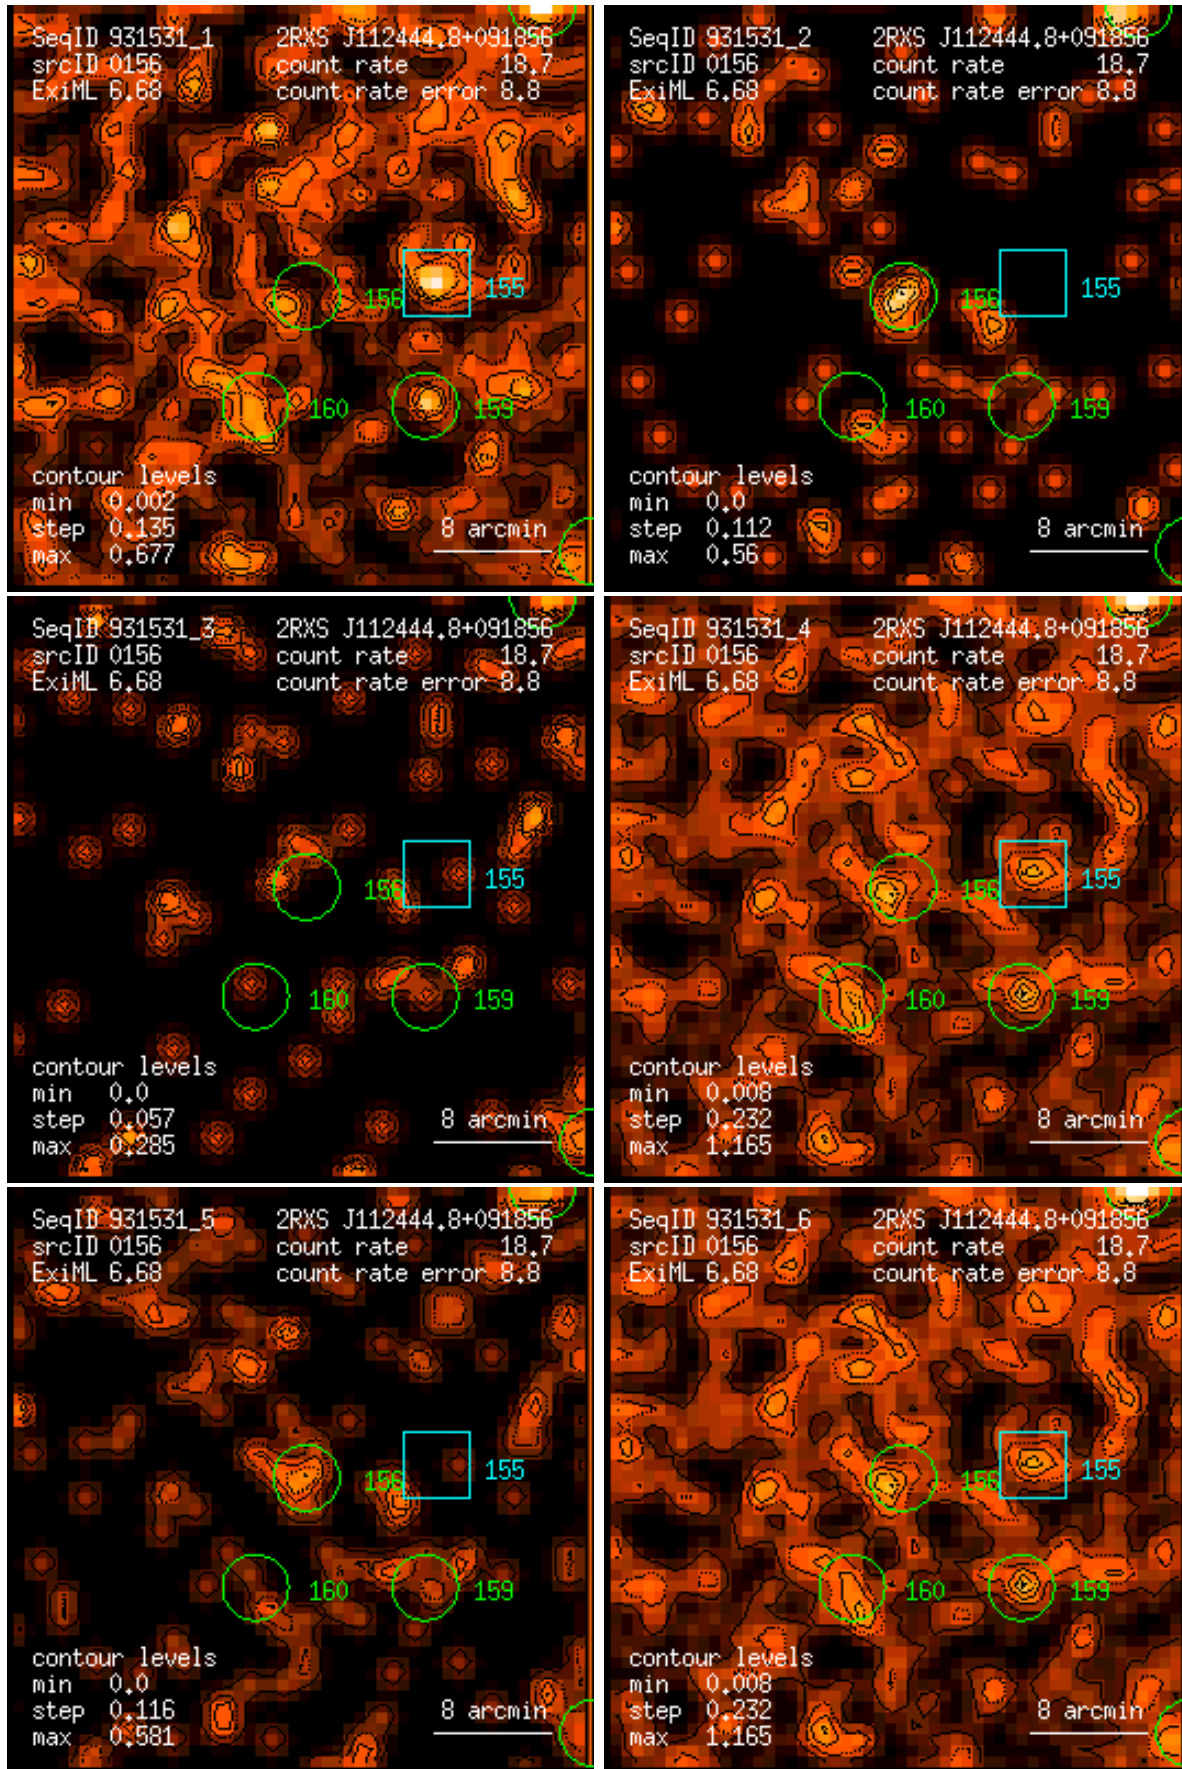 SeqID 931531_1 2RXS J112444.8+091856
srcID 0156 count rate 18.7
ExiML 6.68 count rate error 8.8
156
155
160
159
contour levels
min 0.002
step 0.135
max 0.677
8 arcmin
SeqID 931531_2 2RXS J112444.8+091856
srcID 0156 count rate 18.7
ExiML 6.68 count rate error 8.8
156
155
160
159
contour levels
min 0.0
step 0.112
max 0.56
8 arcmin
SeqID 931531_3 2RXS J112444.8+091856
srcID 0156 count rate 18.7
ExiML 6.68 count rate error 8.8
156
155
160
159
contour levels
min 0.0
step 0.057
max 0.285
8 arcmin
SeqID 931531_4 2RXS J112444.8+091856
srcID 0156 count rate 18.7
ExiML 6.68 count rate error 8.8
156
155
160
159
contour levels
min 0.008
step 0.232
max 1.165
8 arcmin
SeqID 931531_5 2RXS J112444.8+091856
srcID 0156 count rate 18.7
ExiML 6.68 count rate error 8.8
156
155
160
159
contour levels
min 0.0
step 0.116
max 0.581
8 arcmin
SeqID 931531_6 2RXS J112444.8+091856
srcID 0156 count rate 18.7
ExiML 6.68 count rate error 8.8
156
155
160
159
contour levels
min 0.008
step 0.232
max 1.165
8 arcmin